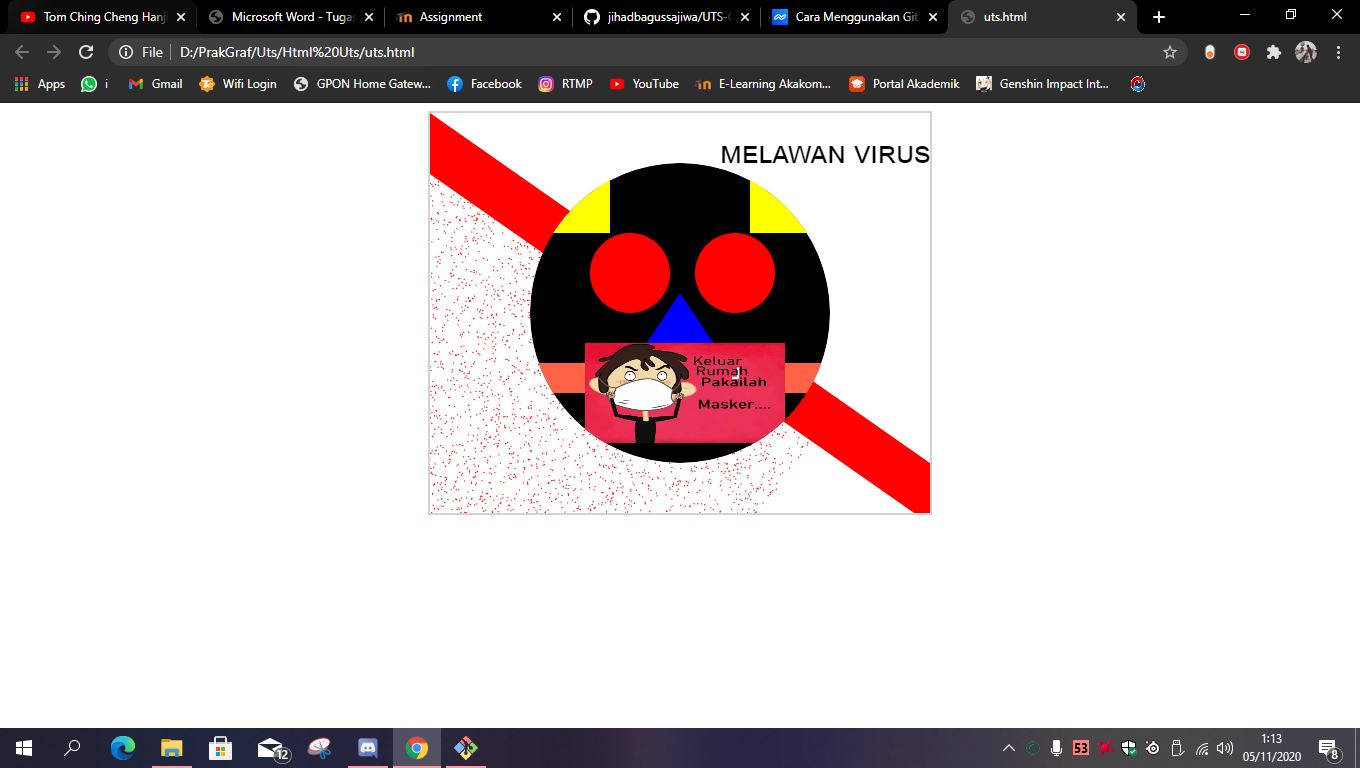 Tom Ching Cheng Hanj
Microsoft Word - Tugas
Assignment
jihadbagussajiwa/UTS-
Cara Menggunakan Git
uts.html
File
D:/PrakGraf/Uts/Html%20Uts/uts.html
Apps
i
Gmail
Wifi Login
GPON Home Gatew...
Facebook
RTMP
YouTube
E-Learning Akakom...
Portal Akademik
Genshin Impact Int...
MELAWAN VIRUS
Keluar
Rumah
Pakailah
Masker....
12
53
1:13
05/11/2020
8